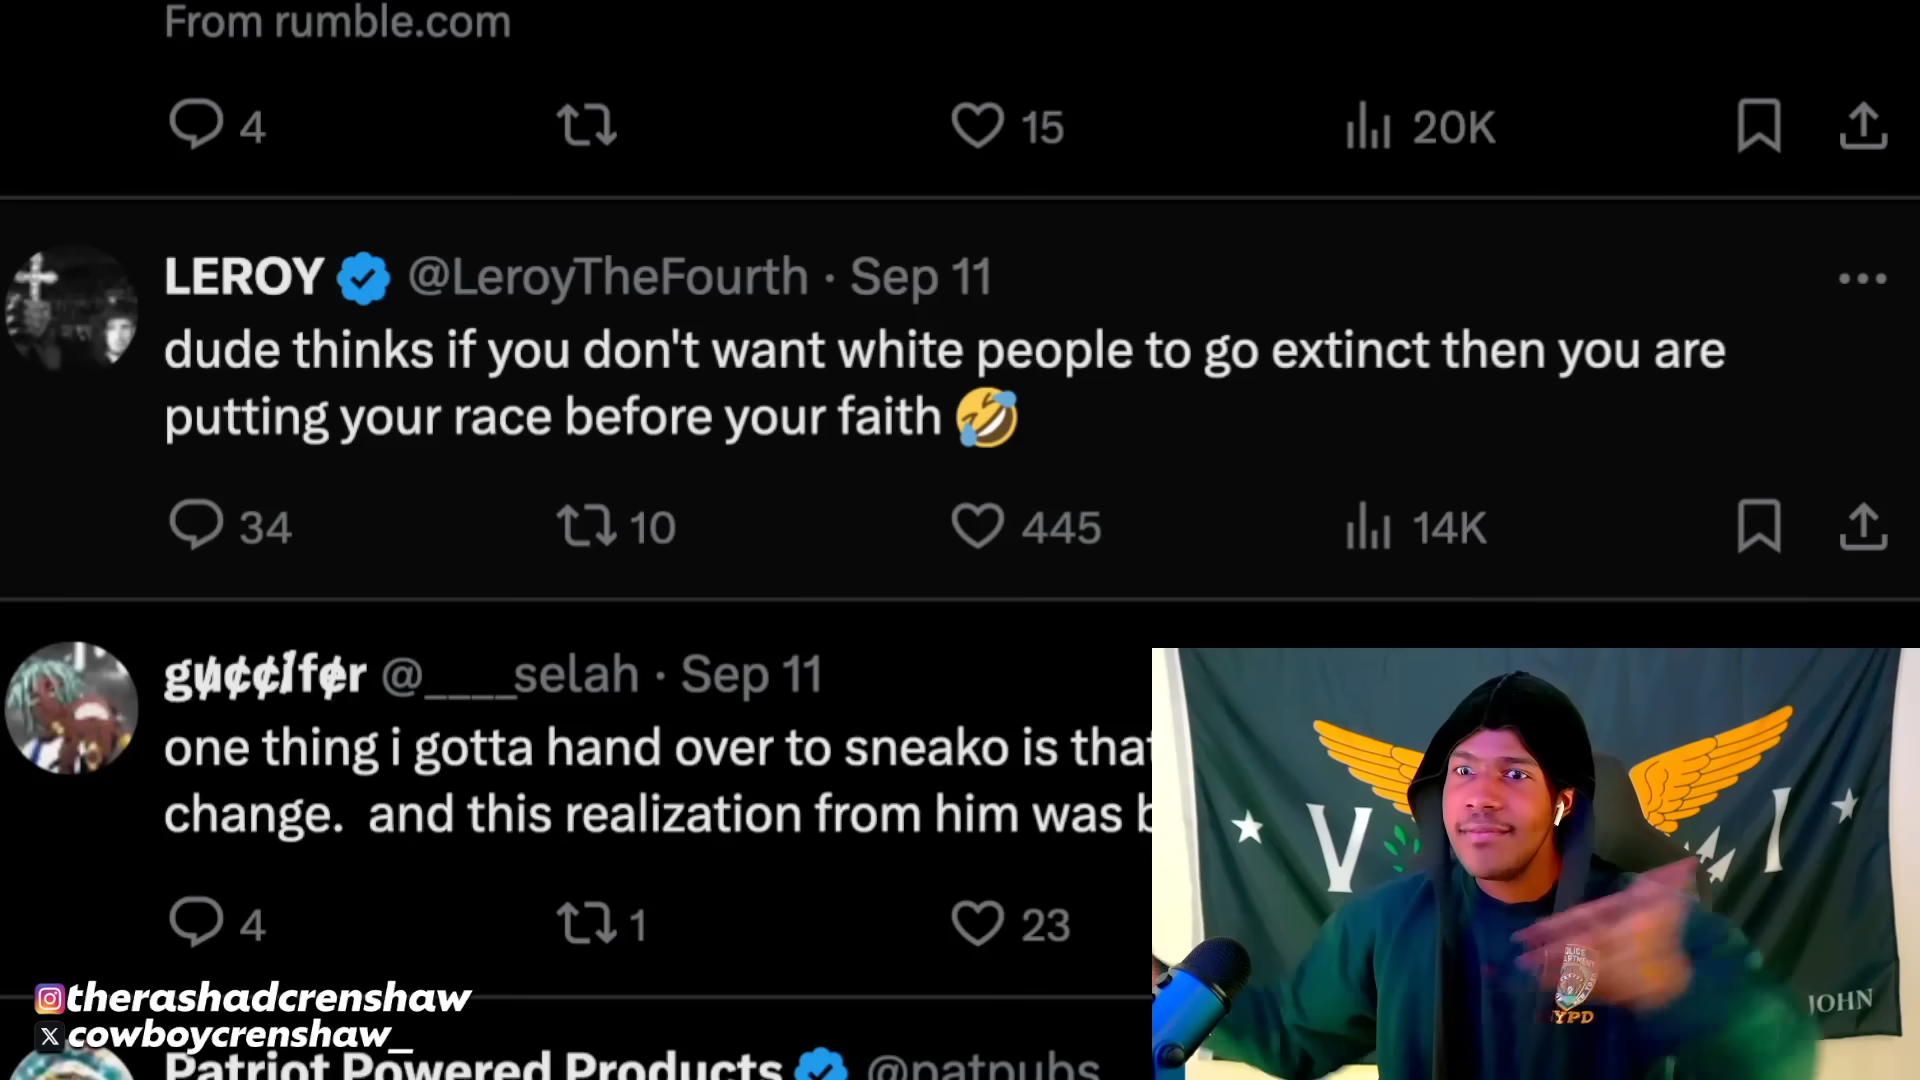 From rumble.com
4 15 20K
LEROY @LeroyTheFourth · Sep 11
dude thinks if you don't want white people to go extinct then you are
putting your race before your faith 🤣
34 10 445 14K
gu̸¢¢ifer @____selah · Sep 11
one thing i gotta hand over to sneako is that
change. and this realization from him was
4 1 23
therashadcrenshaw
cowboycrenshaw_
Patriot Powered Products @patpubs
V I
JOHN
NYPD